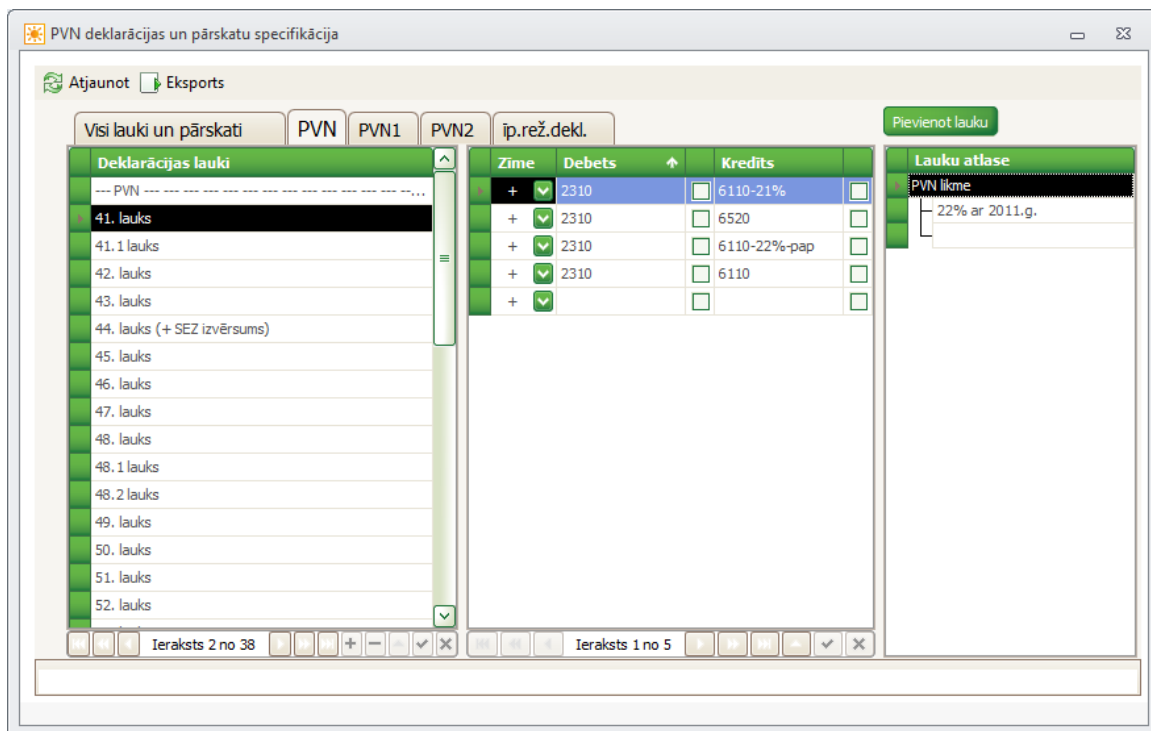 PVN deklarācijas un pārskatu specifikācija
Atjaunot Eksports
Visi lauki un pārskati PVN PVN1 PVN2 īp.rež.dekl. Pievienot lauku
Deklarācijas lauki Zīme Debets Kredīts Lauku atlase
--- PVN --- --- --- --- --- --- --- --- --- --- --- --- --- --- --... + 2310 6110-21% PVN likme
41. lauks + 2310 6520 22% ar 2011.g.
41.1 lauks + 2310 6110-22%-pap
42. lauks + 2310 6110
43. lauks +
44. lauks (+ SEZ izvērsums)
45. lauks
46. lauks
47. lauks
48. lauks
48.1 lauks
48.2 lauks
49. lauks
50. lauks
51. lauks
52. lauks
Ieraksts 2 no 38 Ieraksts 1 no 5